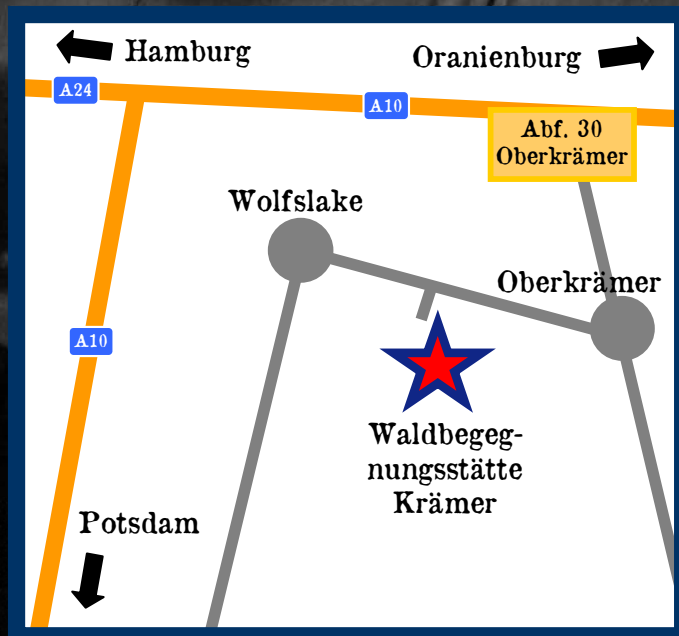 Hamburg
Oranienburg
A24
A10
Abf. 30
Oberkrämer
Wolfslake
Oberkrämer
A10
Waldbegeg-
nungsstätte
Krämer
Potsdam